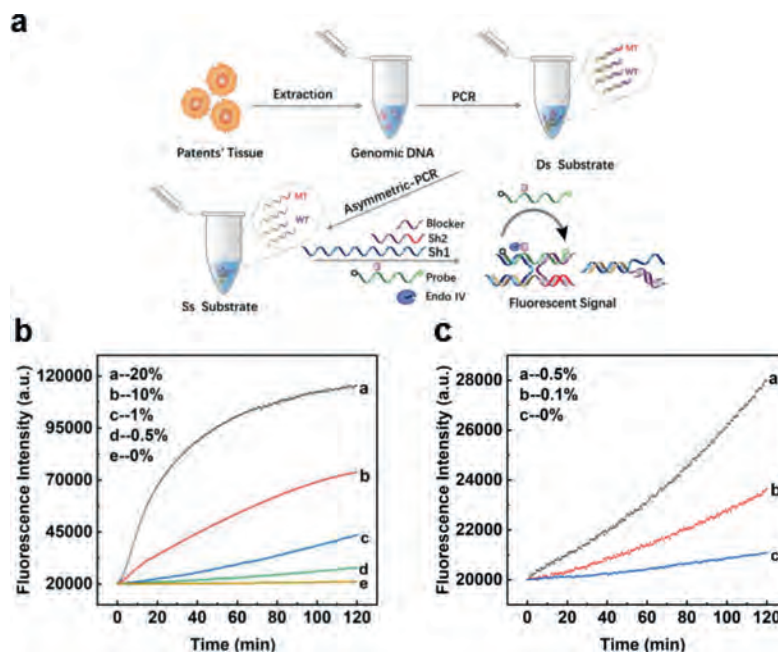 a
MT
WT
Extraction
PCR
Patents' Tissue
Genomic DNA
Ds Substrate
Asymmetric-PCR
MT
WT
Blocker
Sh2
Sh1
Probe
Endo IV
Ss Substrate
Fluorescent Signal
b
Fluorescence Intensity (a.u.)
120000
95000
70000
45000
20000
a--20%
b--10%
c--1%
d--0.5%
e--0%
a
b
c
d
e
0 20 40 60 80 100 120
Time (min)
c
Fluorescence Intensity (a.u.)
28000
26000
24000
22000
20000
a--0.5%
b--0.1%
c--0%
a
b
c
0 20 40 60 80 100 120
Time (min)